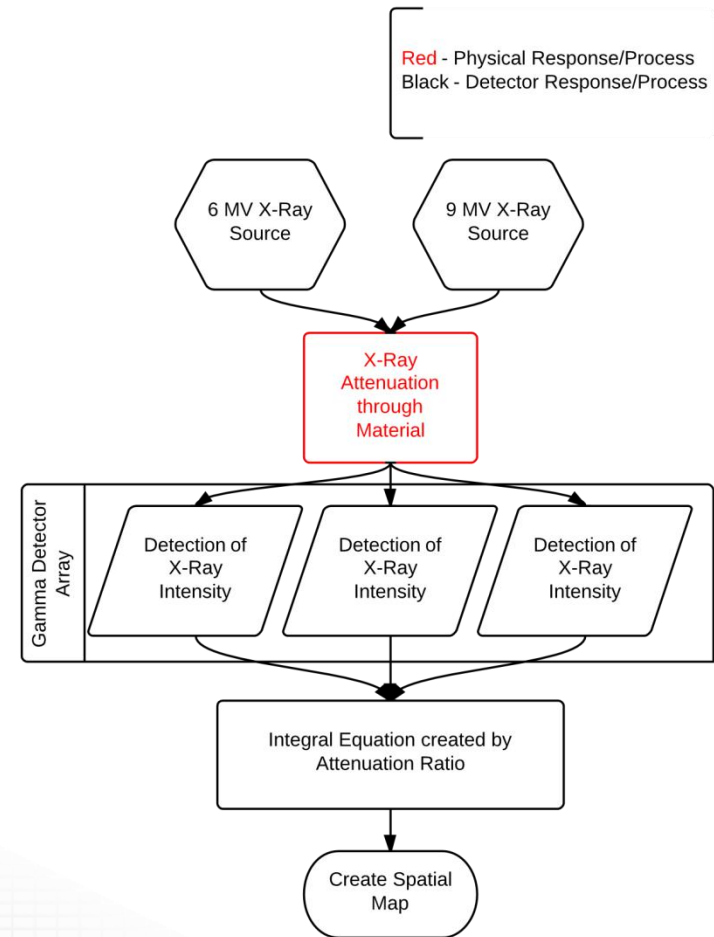 Red - Physical Response/Process
Black - Detector Response/Process
6 MV X-Ray
Source
9 MV X-Ray
Source
X-Ray
Attenuation
through
Material
Gamma Detector
Array
Detection of
X-Ray
Intensity
Detection of
X-Ray
Intensity
Detection of
X-Ray
Intensity
Integral Equation created by
Attenuation Ratio
Create Spatial
Map